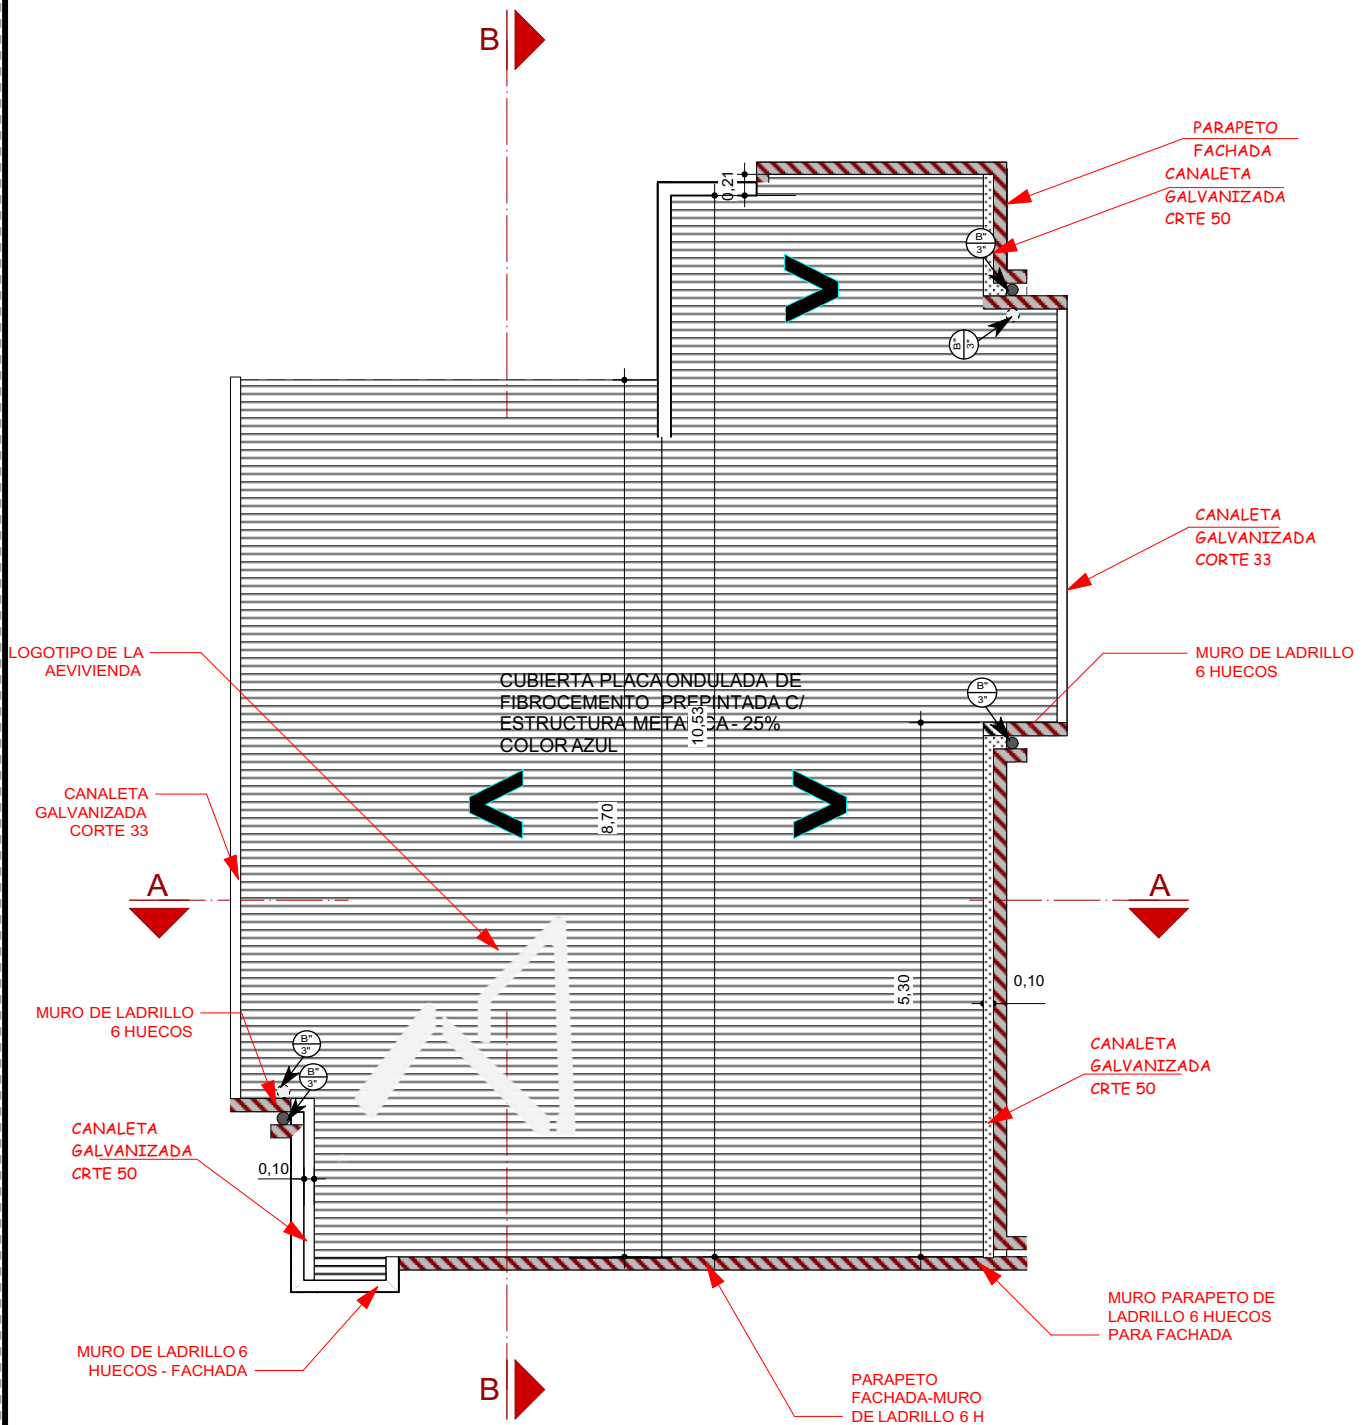 B
PARAPETO
FACHADA
CANALETA
GALVANIZADA
CRTE 50
0,21
B"
3"
B"
3"
CANALETA
GALVANIZADA
CORTE 33
LOGOTIPO DE LA
AEVIVIENDA
MURO DE LADRILLO
6 HUECOS
CUBIERTA PLACA ONDULADA DE
FIBROCEMENTO PREPINTADA C/
ESTRUCTURA META CA - 25%
COLOR AZUL
10,53
B"
3"
CANALETA
GALVANIZADA
CORTE 33
8,70
A
A
5,30
0,10
MURO DE LADRILLO
6 HUECOS
B"
3"
B"
3"
CANALETA
GALVANIZADA
CRTE 50
CANALETA
GALVANIZADA
CRTE 50
0,10
MURO PARAPETO DE
LADRILLO 6 HUECOS
PARA FACHADA
MURO DE LADRILLO 6
HUECOS - FACHADA
B
PARAPETO
FACHADA-MURO
DE LADRILLO 6 H